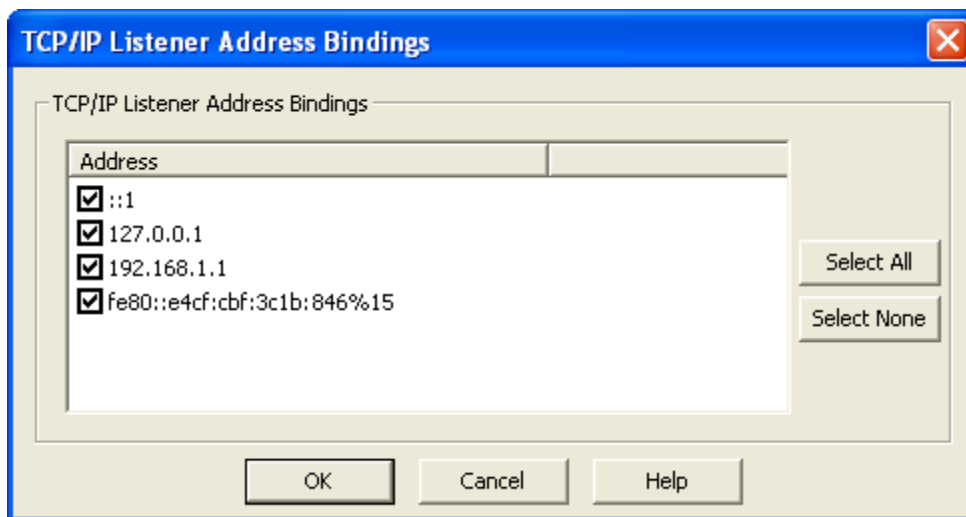 TCP/IP Listener Address Bindings
TCP/IP Listener Address Bindings
Address
::1
127.0.0.1
192.168.1.1
fe80::e4cf:cbf:3c1b:846%15
Select All
Select None
OK Cancel Help